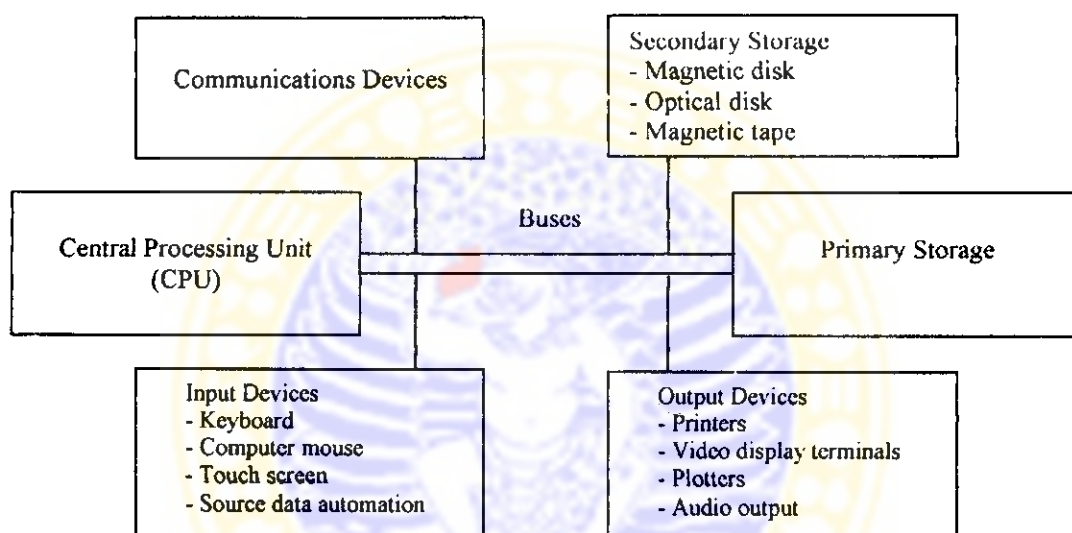 Communications Devices
Secondary Storage
- Magnetic disk
- Optical disk
- Magnetic tape
Central Processing Unit
(CPU)
Buses
Primary Storage
Input Devices
- Keyboard
- Computer mouse
- Touch screen
- Source data automation
Output Devices
- Printers
- Video display terminals
- Plotters
- Audio output